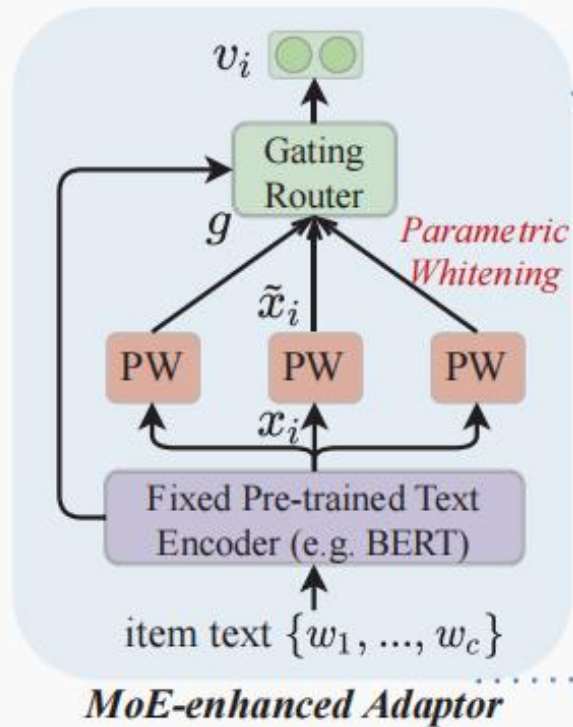 v_i
Gating
Router
g
Parametric
Whitening
x̃_i
PW PW PW
x_i
Fixed Pre-trained Text
Encoder (e.g. BERT)
item text {w_1, ..., w_c}
MoE-enhanced Adaptor